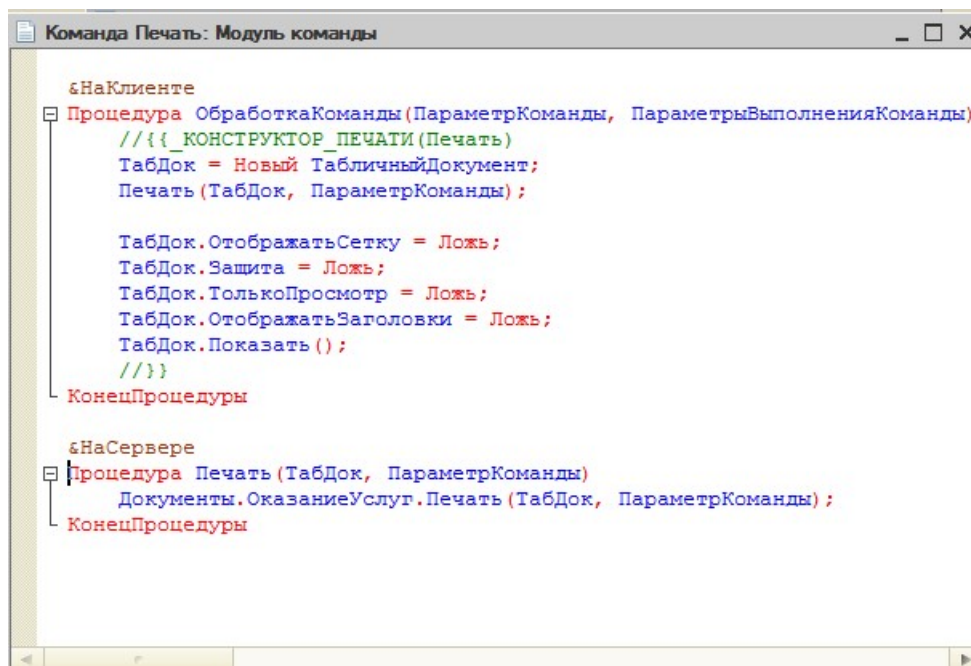 Команда Печать: Модуль команды
&НаКлиенте
Процедура ОбработкаКоманды(ПараметрКоманды, ПараметрыВыполненияКоманды)
//{{_КОНСТРУКТОР_ПЕЧАТИ(Печать)
ТабДок = Новый ТабличныйДокумент;
Печать(ТабДок, ПараметрКоманды);
ТабДок.ОтображатьСетку = Ложь;
ТабДок.Защита = Ложь;
ТабДок.ТолькоПросмотр = Ложь;
ТабДок.ОтображатьЗаголовки = Ложь;
ТабДок.Показать();
//}}
КонецПроцедуры
&НаСервере
Процедура Печать(ТабДок, ПараметрКоманды)
Документы.ОказаниеУслуг.Печать(ТабДок, ПараметрКоманды);
КонецПроцедуры